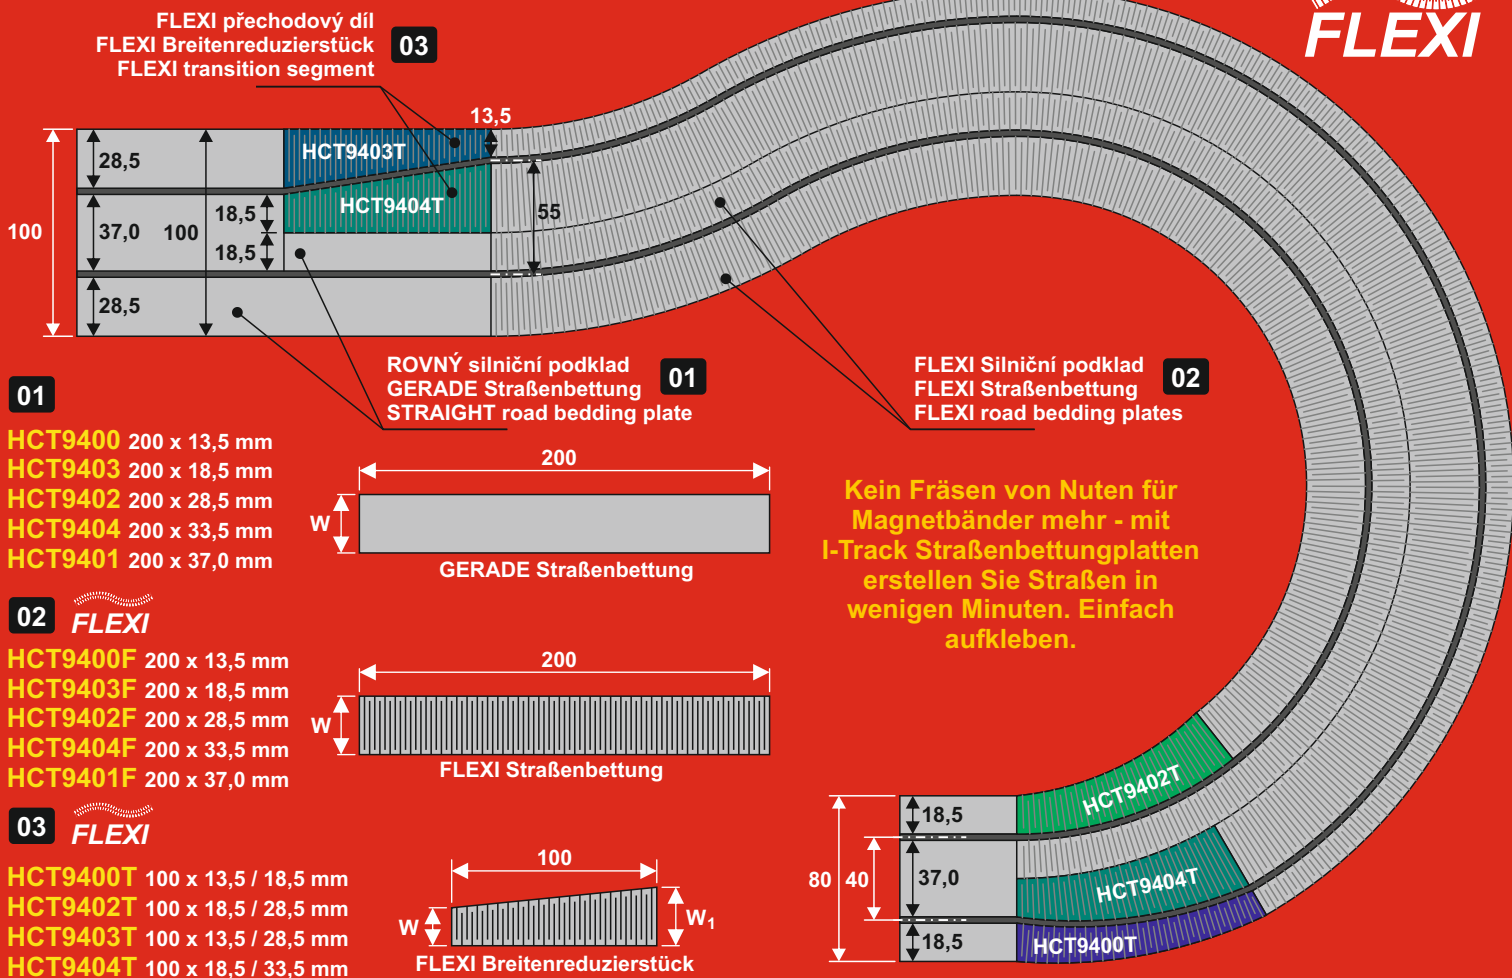 FLEXI přechodový díl
FLEXI Breitenreduzierstück
FLEXI transition segment
03
FLEXI
13,5
28,5
HCT9403T
HCT9404T
18,5
55
100
37,0
100
18,5
28,5
ROVNÝ silniční podklad
GERADE Straßenbettung
STRAIGHT road bedding plate
01
FLEXI Silniční podklad
FLEXI Straßenbettung
FLEXI road bedding plates
02
01
HCT9400 200 x 13,5 mm
HCT9403 200 x 18,5 mm
HCT9402 200 x 28,5 mm
HCT9404 200 x 33,5 mm
HCT9401 200 x 37,0 mm
200
W
GERADE Straßenbettung
Kein Fräsen von Nuten für
Magnetbänder mehr - mit
I-Track Straßenbettungplatten
erstellen Sie Straßen in
wenigen Minuten. Einfach
aufkleben.
02
FLEXI
HCT9400F 200 x 13,5 mm
HCT9403F 200 x 18,5 mm
HCT9402F 200 x 28,5 mm
HCT9404F 200 x 33,5 mm
HCT9401F 200 x 37,0 mm
200
W
FLEXI Straßenbettung
03
FLEXI
HCT9400T 100 x 13,5 / 18,5 mm
HCT9402T 100 x 18,5 / 28,5 mm
HCT9403T 100 x 13,5 / 28,5 mm
HCT9404T 100 x 18,5 / 33,5 mm
100
W
W1
FLEXI Breitenreduzierstück
HCT9402T
18,5
80
40
37,0
HCT9404T
18,5
HCT9400T